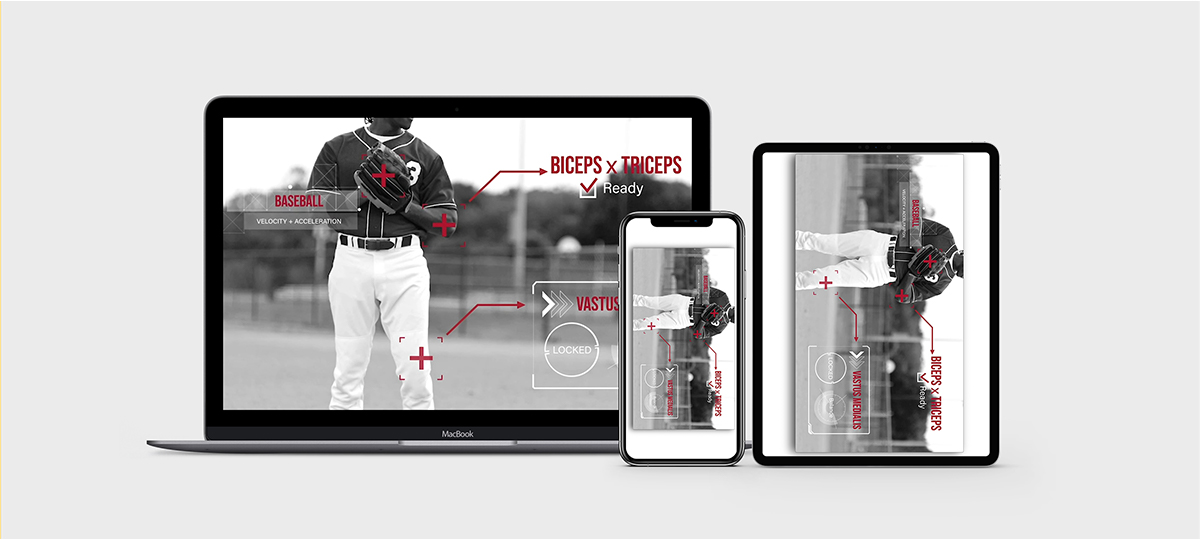 BICEPS x TRICEPS
Ready
3
BASEBALL
VELOCITY + ACCELERATION
VASTUS
LOCKED
MacBook
BASEBALL
BICEPS x TRICEPS
Ready
VASTUS MEDIALIS
BASEBALL
VELOCITY + ACCELERATION
BICEPS x TRICEPS
Ready
VASTUS MEDIALIS
LOCKED